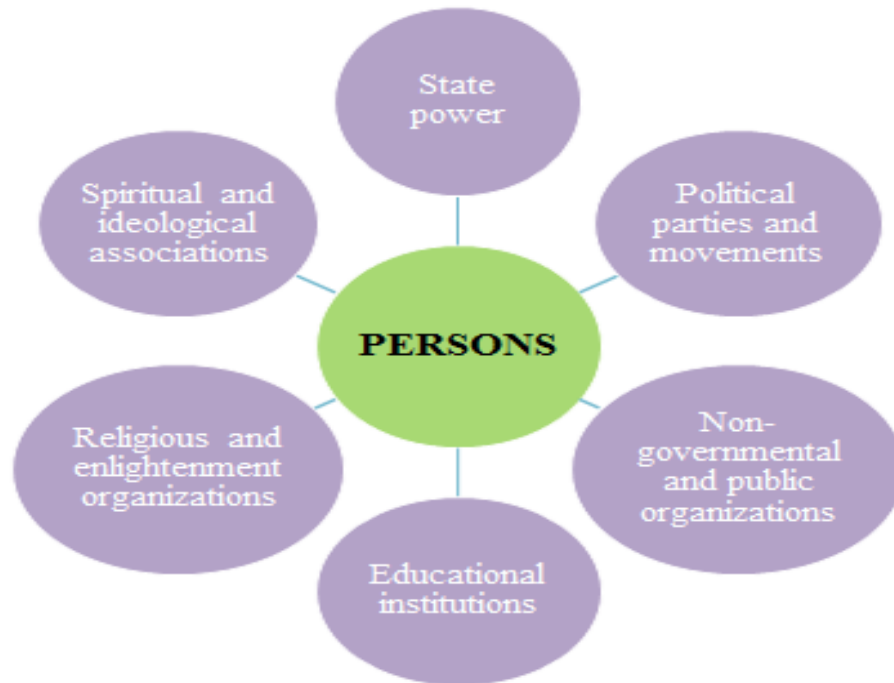 State
power
Spiritual and
ideological
associations
Political
parties and
movements
PERSONS
Religious and
enlightenment
organizations
Non-
governmental
and public
organizations
Educational
institutions